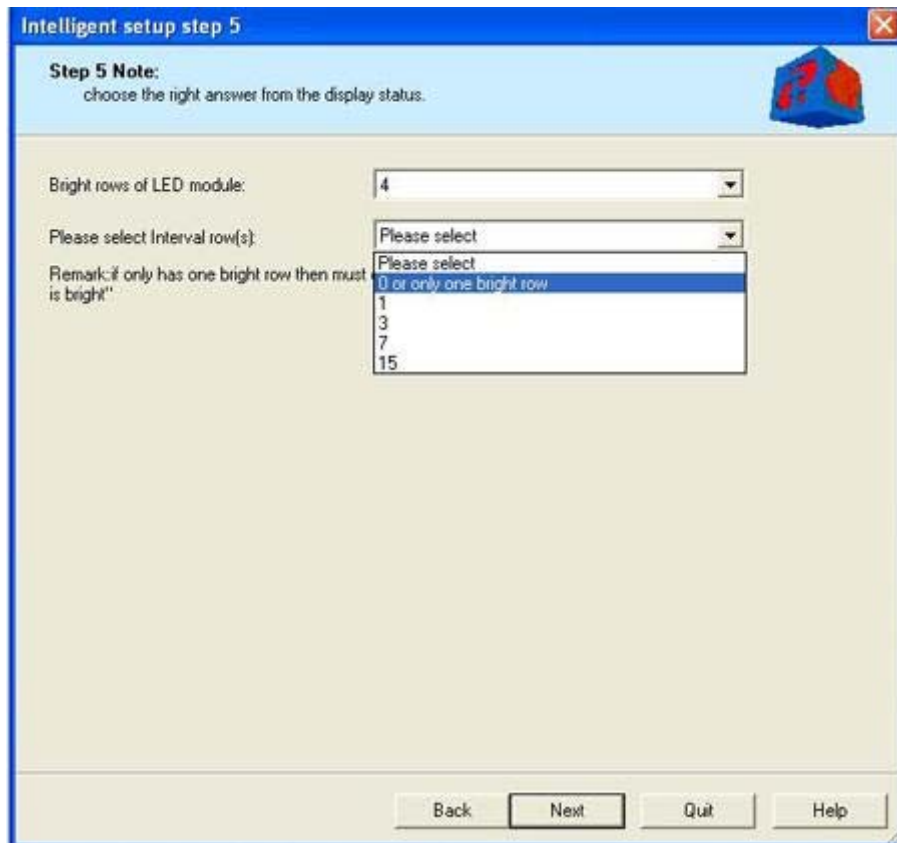 Intelligent setup step 5
Step 5 Note:
choose the right answer from the display status.
Bright rows of LED module:
4
Please select Interval row(s):
Please select
Please select
Remark:if only has one bright row then must
is bright"
0 or only one bright row
1
3
7
15
Back
Next
Quit
Help